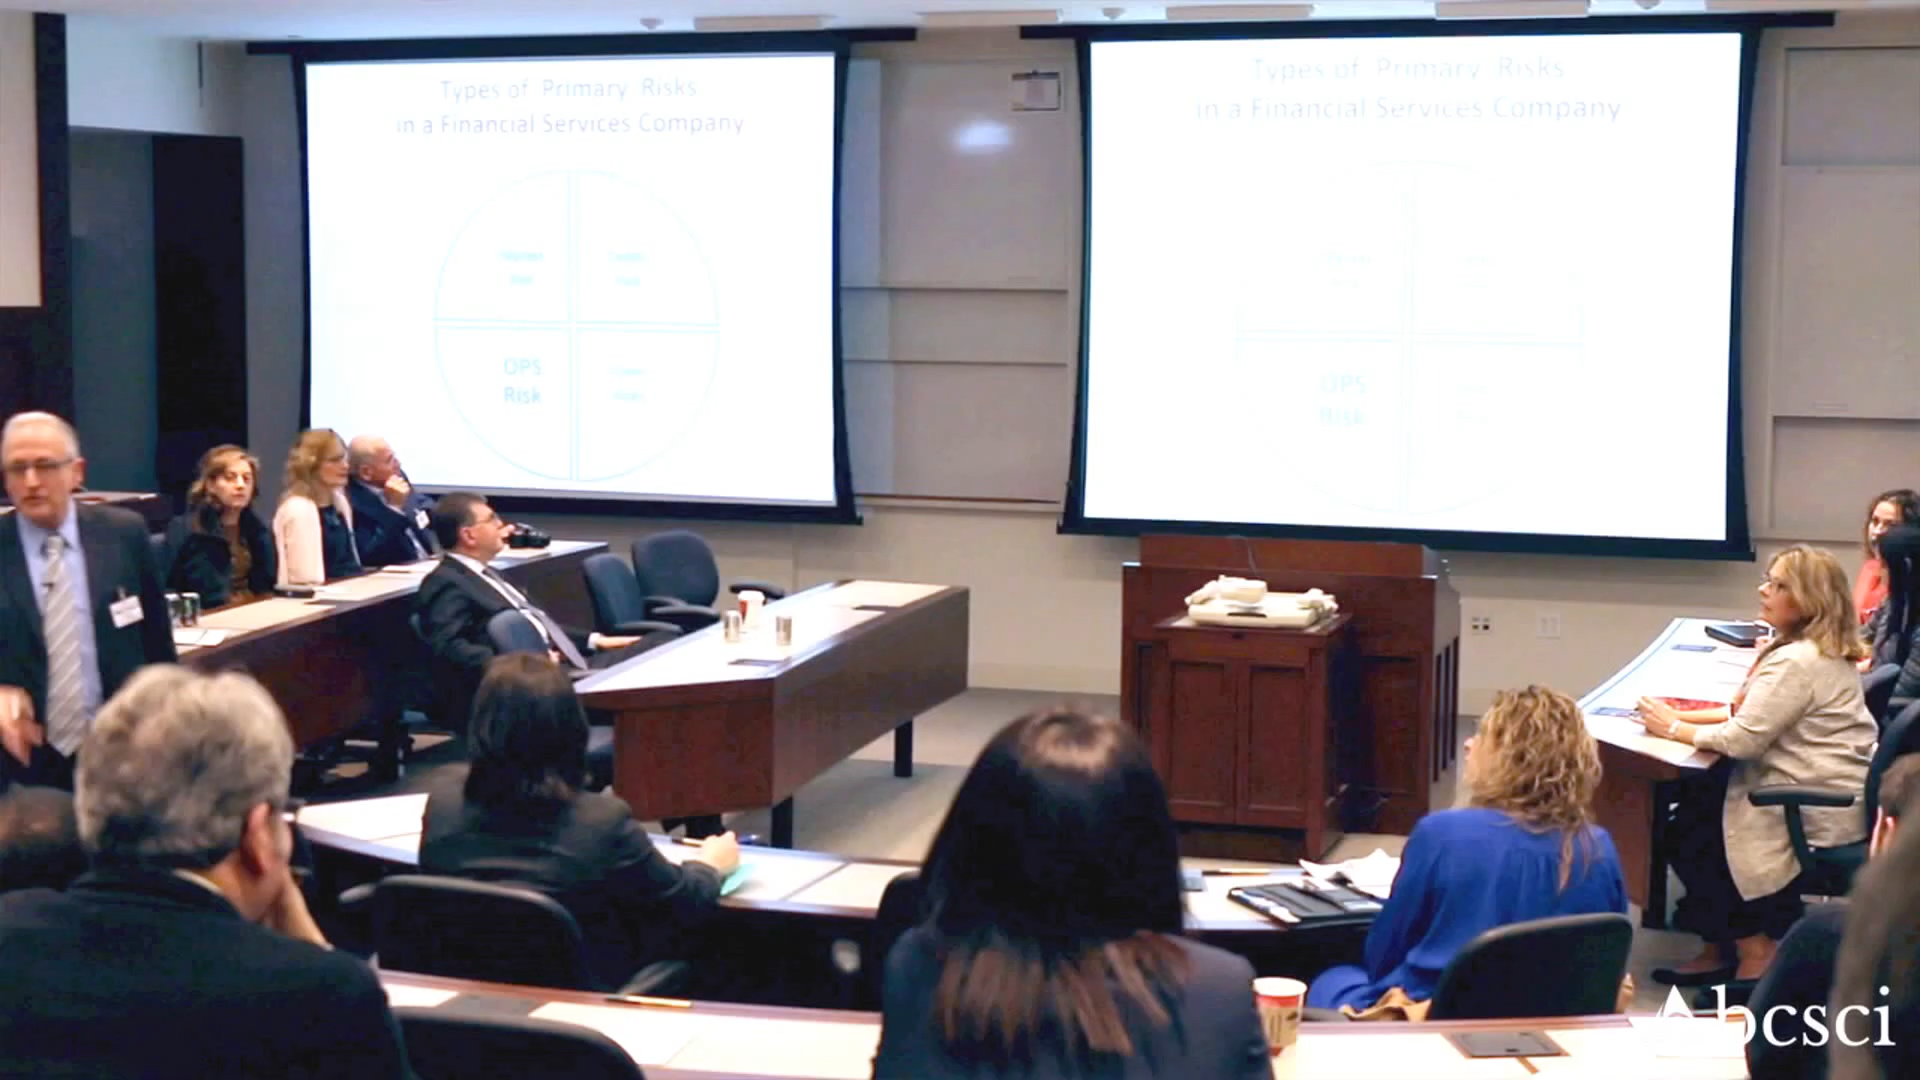 Types of Primary Risks
in a Financial Services Company
OPS
Risk
Types of Primary Risks
in a Financial Services Company
OPS
Risk
bcsci